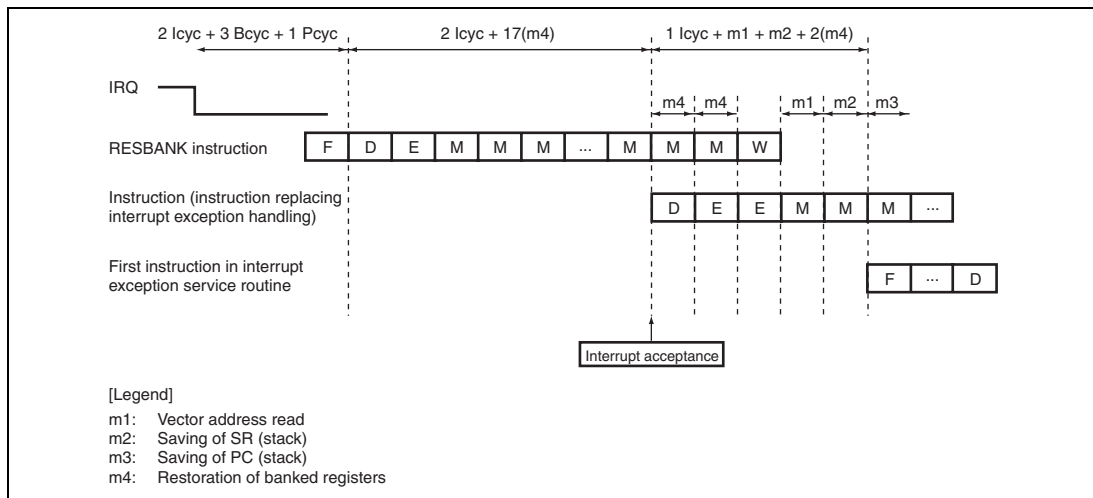 2 Icyc + 3 Bcyc + 1 Pcyc 2 Icyc + 17(m4) 1 Icyc + m1 + m2 + 2(m4)
IRQ
m4 m4 m1 m2 m3
RESBANK instruction F D E M M M ... M M M W
Instruction (instruction replacing
interrupt exception handling) D E E M M M ...
First instruction in interrupt
exception service routine F ... D
Interrupt acceptance
[Legend]
m1: Vector address read
m2: Saving of SR (stack)
m3: Saving of PC (stack)
m4: Restoration of banked registers